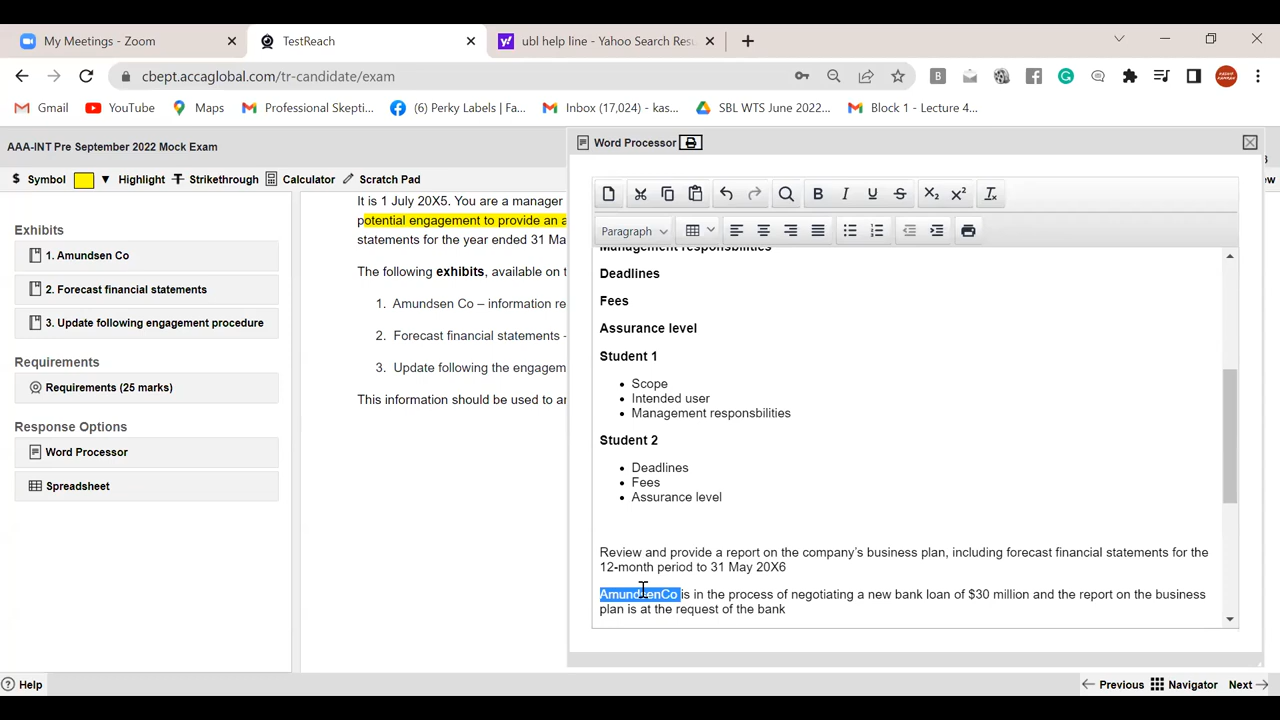 My Meetings - Zoom
TestReach
ubl help line - Yahoo Search Resu
cbept.accaglobal.com/tr-candidate/exam
Gmail
YouTube
Maps
Professional Skepti...
(6) Perky Labels | Fa...
Inbox (17,024) - kas...
SBL WTS June 2022...
Block 1 - Lecture 4...
AAA-INT Pre September 2022 Mock Exam
Symbol
Highlight
Strikethrough
Calculator
Scratch Pad
Exhibits
1. Amundsen Co
2. Forecast financial statements
3. Update following engagement procedure
Requirements
Requirements (25 marks)
Response Options
Word Processor
Spreadsheet
It is 1 July 20X5. You are a manager
potential engagement to provide an a
statements for the year ended 31 Ma
The following exhibits, available on t
1. Amundsen Co – information re
2. Forecast financial statements -
3. Update following the engagem
This information should be used to an
Word Processor
Paragraph
Management responsibilities
Deadlines
Fees
Assurance level
Student 1
• Scope
• Intended user
• Management responsbilities
Student 2
• Deadlines
• Fees
• Assurance level
Review and provide a report on the company's business plan, including forecast financial statements for the
12-month period to 31 May 20X6
AmundsenCo is in the process of negotiating a new bank loan of $30 million and the report on the business
plan is at the request of the bank
Help
Previous
Navigator
Next